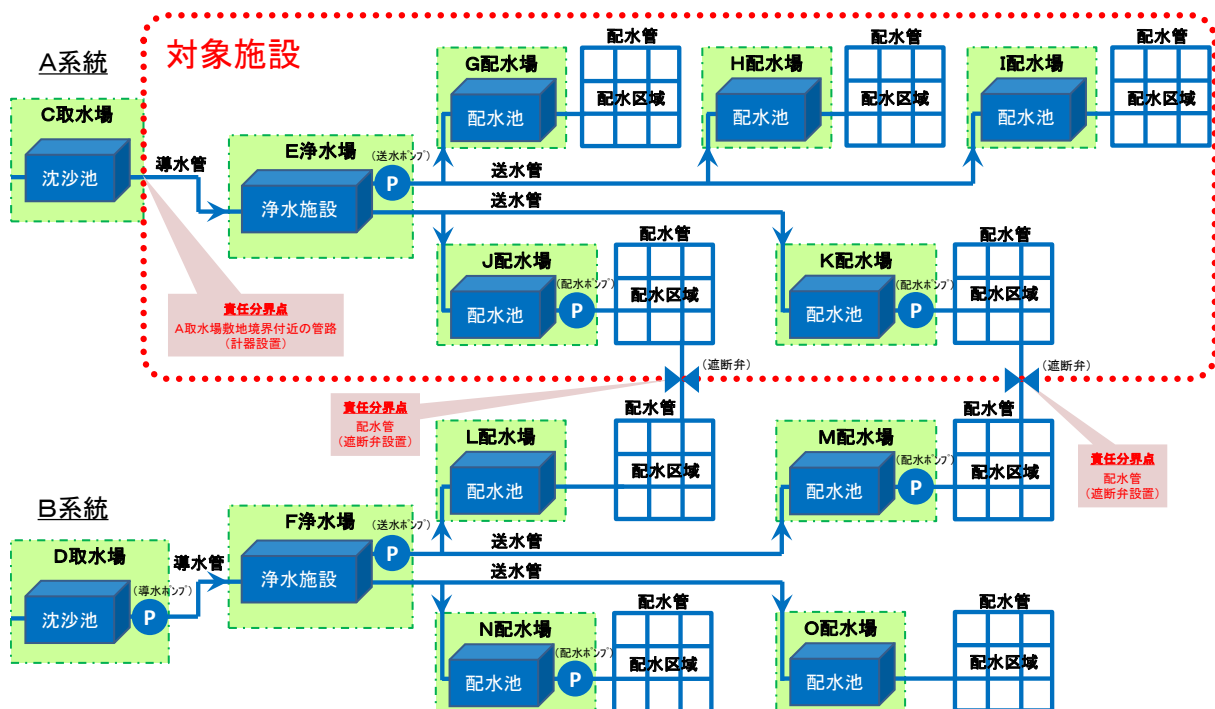 対象施設
A系統
C取水場
沈沙池
導水管
E浄水場
(送水ポンプ)
P
浄水施設
G配水場
配水池
配水管
配水区域
H配水場
配水池
配水管
配水区域
I配水場
配水池
配水管
配水区域
送水管
送水管
J配水場
(配水ポンプ)
配水池
P
配水管
配水区域
K配水場
(配水ポンプ)
配水池
P
配水管
配水区域
責任分界点
A取水場敷地境界付近の管路
(計器設置)
(遮断弁)
(遮断弁)
責任分界点
配水管
(遮断弁設置)
責任分界点
配水管
(遮断弁設置)
B系統
D取水場
(導水ポンプ)
沈沙池
P
導水管
F浄水場
(送水ポンプ)
P
浄水施設
L配水場
配水池
配水管
配水区域
M配水場
(配水ポンプ)
配水池
P
配水管
配水区域
送水管
送水管
N配水場
(配水ポンプ)
配水池
P
配水管
配水区域
O配水場
配水池
配水管
配水区域